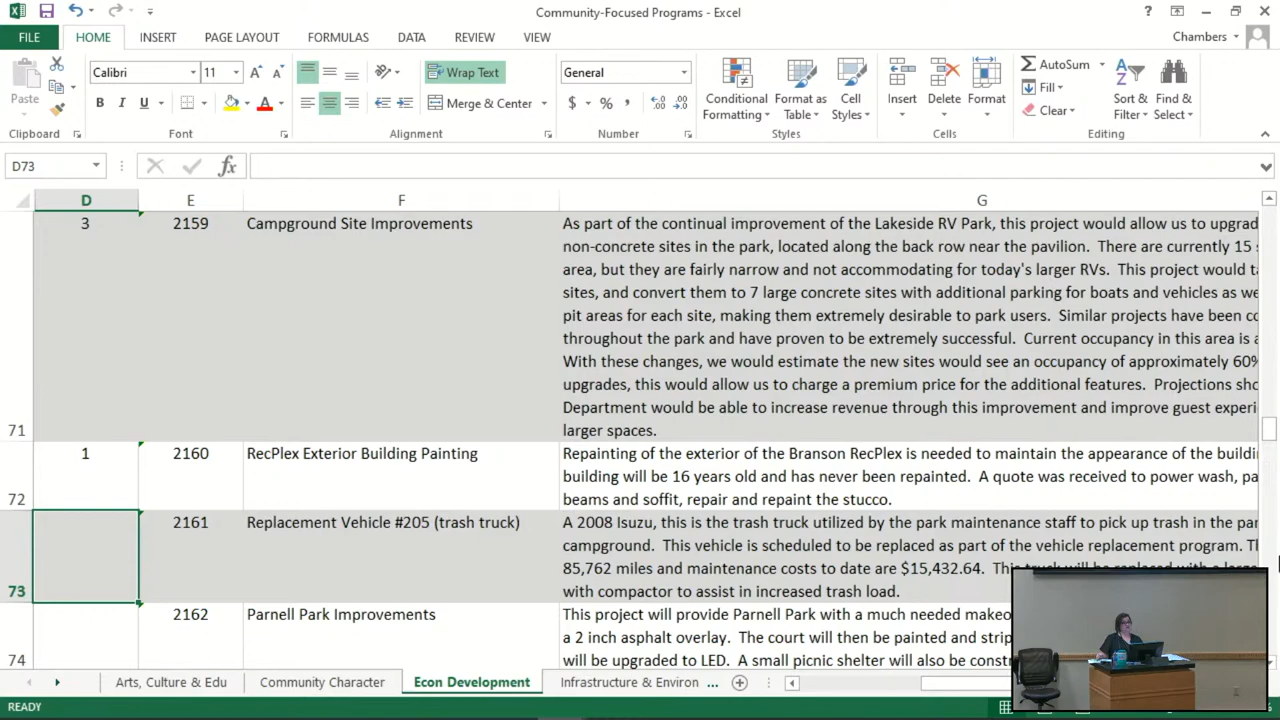 Community-Focused Programs - Excel
FILE
HOME
INSERT
PAGE LAYOUT
FORMULAS
DATA
REVIEW
VIEW
Chambers
Paste
Calibri
11
B I U
A
Wrap Text
Merge & Center
General
$ % ,
Conditional
Formatting
Format as
Table
Cell
Styles
Insert
Delete
Format
AutoSum
Fill
Clear
Sort &
Filter
Find &
Select
Clipboard
Font
Alignment
Number
Styles
Cells
Editing
D73
fx
D
E
F
G
71
3
2159
Campground Site Improvements
As part of the continual improvement of the Lakeside RV Park, this project would allow us to upgrad
non-concrete sites in the park, located along the back row near the pavilion. There are currently 15
area, but they are fairly narrow and not accommodating for today's larger RVs. This project would ta
sites, and convert them to 7 large concrete sites with additional parking for boats and vehicles as we
pit areas for each site, making them extremely desirable to park users. Similar projects have been co
throughout the park and have proven to be extremely successful. Current occupancy in this area is a
With these changes, we would estimate the new sites would see an occupancy of approximately 60%
upgrades, this would allow us to charge a premium price for the additional features. Projections sho
Department would be able to increase revenue through this improvement and improve guest experi
larger spaces.
72
1
2160
RecPlex Exterior Building Painting
Repainting of the exterior of the Branson RecPlex is needed to maintain the appearance of the buildi
building will be 16 years old and has never been repainted. A quote was received to power wash, pa
beams and soffit, repair and repaint the stucco.
73
2161
Replacement Vehicle #205 (trash truck)
A 2008 Isuzu, this is the trash truck utilized by the park maintenance staff to pick up trash in the par
campground. This vehicle is scheduled to be replaced as part of the vehicle replacement program. Th
85,762 miles and maintenance costs to date are $15,432.64. This truck will be replaced with a large
with compactor to assist in increased trash load.
74
2162
Parnell Park Improvements
This project will provide Parnell Park with a much needed makeo
a 2 inch asphalt overlay. The court will then be painted and strip
will be upgraded to LED. A small picnic shelter will also be constr
Arts, Culture & Edu
Community Character
Econ Development
Infrastructure & Environ ...
READY